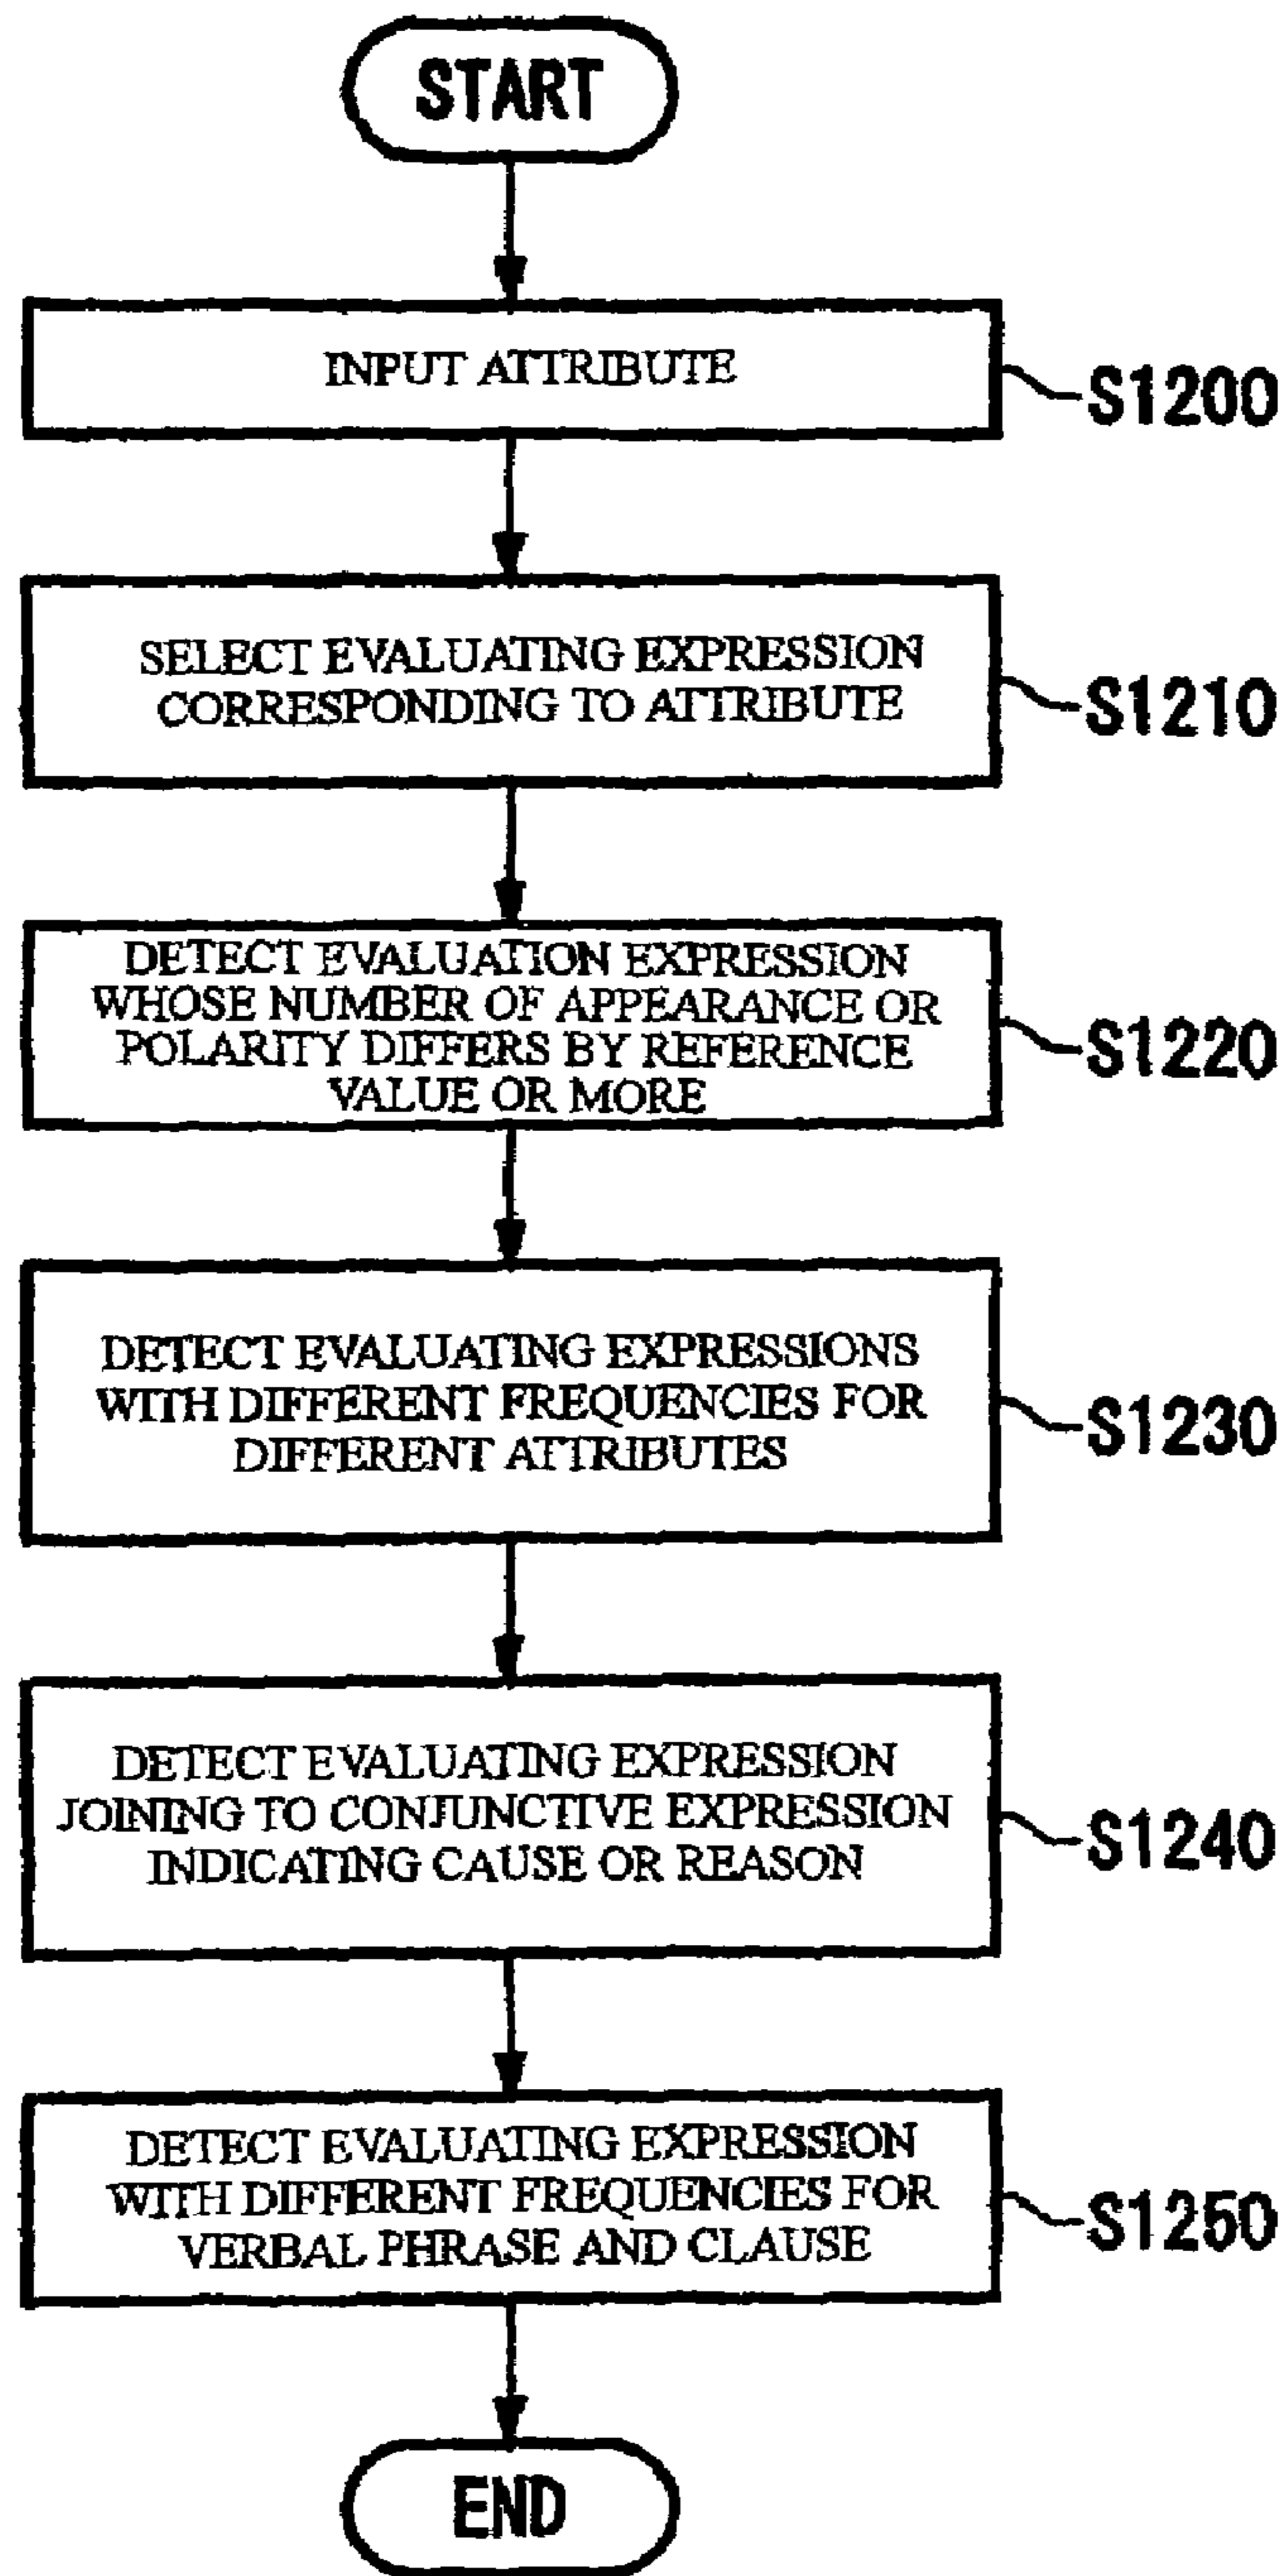 START
INPUT ATTRIBUTE
S1200
SELECT EVALUATING EXPRESSION
CORRESPONDING TO ATTRIBUTE
S1210
DETECT EVALUATION EXPRESSION
WHOSE NUMBER OF APPEARANCE OR
POLARITY DIFFERS BY REFERENCE
VALUE OR MORE
S1220
DETECT EVALUATING EXPRESSIONS
WITH DIFFERENT FREQUENCIES FOR
DIFFERENT ATTRIBUTES
S1230
DETECT EVALUATING EXPRESSION
JOINING TO CONJUNCTIVE EXPRESSION
INDICATING CAUSE OR REASON
S1240
DETECT EVALUATING EXPRESSION
WITH DIFFERENT FREQUENCIES FOR
VERBAL PHRASE AND CLAUSE
S1250
END